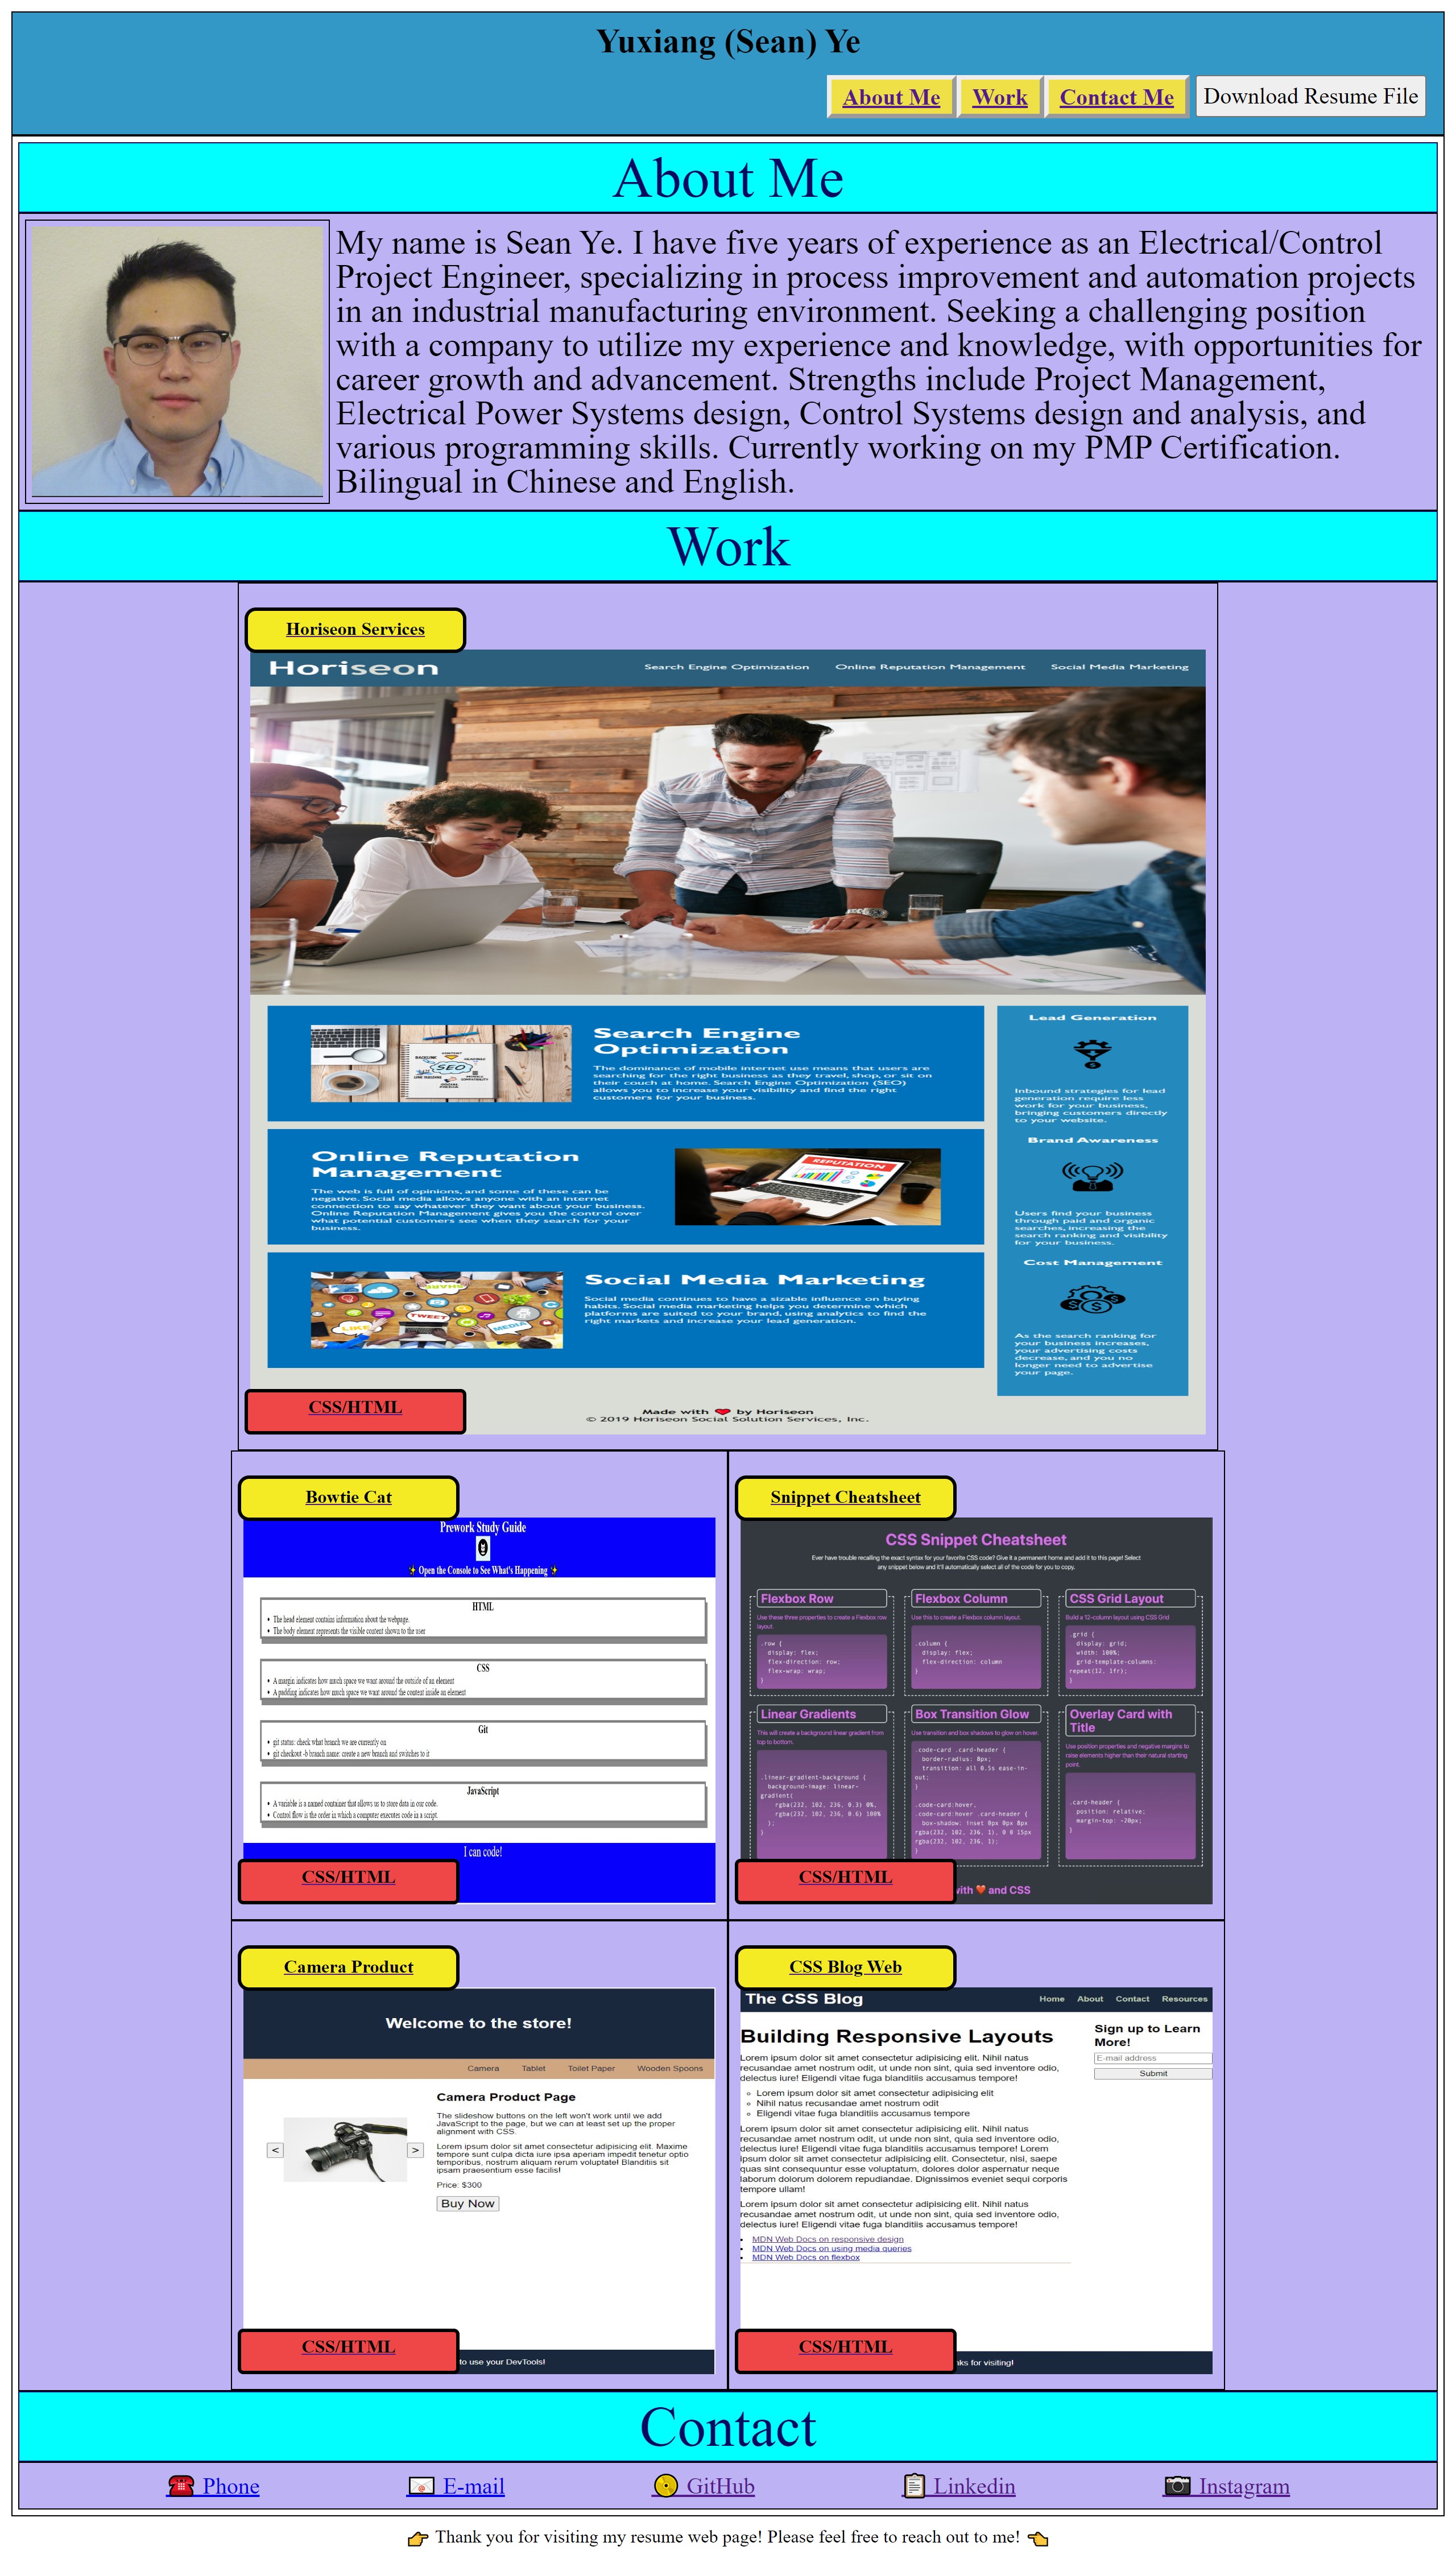 Yuxiang (Sean) Ye
About Me
Work
Contact Me
Download Resume File
About Me
My name is Sean Ye. I have five years of experience as an Electrical/Control
Project Engineer, specializing in process improvement and automation projects
in an industrial manufacturing environment. Seeking a challenging position
with a company to utilize my experience and knowledge, with opportunities for
career growth and advancement. Strengths include Project Management,
Electrical Power Systems design, Control Systems design and analysis, and
various programming skills. Currently working on my PMP Certification.
Bilingual in Chinese and English.
Work
Horiseon Services
Horiseon
Search Engine Optimization
Online Reputation Management
Social Media Marketing
SEO
Search Engine
Optimization
The dominance of mobile internet use means that users are
searching for the right business as they travel, shop, or sit on
their couch at home. Search Engine Optimization (SEO)
allows you to increase your visibility and find the right
customers for your business.
Online Reputation
Management
The web is full of opinions, and some of these can be
negative. Social media allows anyone with an internet
connection to say whatever they want about your business.
Online Reputation Management gives you the control over
what potential customers see when they search for your
business.
REPUTATION
TWEET
LIKE
MEDIA
Social Media Marketing
Social media continues to have a sizable influence on buying
habits. Social media marketing helps you determine which
platforms are suited to your brand, using analytics to find the
right markets and increase your lead generation.
Lead Generation
Inbound strategies for lead
generation require less
work for your business,
bringing customers directly
to your website.
Brand Awareness
Users find your business
through paid and organic
searches, increasing the
search ranking and visibility
for your business.
Cost Management
As the search ranking for
your business increases,
your advertising costs
decrease, and you no
longer need to advertise
your page.
CSS/HTML
Made with ❤️ by Horiseon
© 2019 Horiseon Social Solution Services, Inc.
Bowtie Cat
Prework Study Guide
✨ Open the Console to See What's Happening ✨
HTML
• The head element contains information about the webpage.
• The body element represents the visible content shown to the user
CSS
• A margin indicates how much space we want around the outside of an element
• A padding indicates how much space we want around the content inside an element
Git
• git status: check what branch we are currently on
• git checkout -b branch name: create a new branch and switches to it
JavaScript
• A variable is a named container that allows us to store data in our code.
• Control flow is the order in which a computer executes code in a script.
I can code!
CSS/HTML
Snippet Cheatsheet
CSS Snippet Cheatsheet
Ever have trouble recalling the exact syntax for your favorite CSS code? Give it a permanent home and add it to this page! Select
any snippet below and it'll automatically select all of the code for you to copy.
Flexbox Row
Use these three properties to create a Flexbox row
layout.
.row {
display: flex;
flex-direction: row;
flex-wrap: wrap;
}
Flexbox Column
Use this to create a Flexbox column layout.
.column {
display: flex;
flex-direction: column
}
CSS Grid Layout
Build a 12-column layout using CSS Grid
.grid {
display: grid;
width: 100%;
grid-template-columns:
repeat(12, 1fr);
}
Linear Gradients
This will create a background linear gradient from
top to bottom.
.linear-gradient-background {
background-image: linear-
gradient(
rgba(232, 102, 236, 0.3) 0%,
rgba(232, 102, 236, 0.6) 100%
);
}
Box Transition Glow
Use transition and box shadows to glow on hover.
.code-card .card-header {
border-radius: 8px;
transition: all 0.5s ease-in-
out;
}
.code-card:hover,
.code-card:hover .card-header {
box-shadow: inset 0px 0px 8px
rgba(232, 102, 236, 1), 0 0 15px
rgba(232, 102, 236, 1);
}
Overlay Card with
Title
Use position properties and negative margins to
raise elements higher than their natural starting
point.
.card-header {
position: relative;
margin-top: -20px;
}
CSS/HTML
with ❤️ and CSS
Camera Product
Welcome to the store!
Camera
Tablet
Toilet Paper
Wooden Spoons
Camera Product Page
The slideshow buttons on the left won't work until we add
JavaScript to the page, but we can at least set up the proper
alignment with CSS.
Lorem ipsum dolor sit amet consectetur adipisicing elit. Maxime
tempore sunt culpa dicta iure ipsa aperiam impedit tenetur optio
temporibus, nostrum aliquam rerum voluptate! Blanditiis sit
ipsam praesentium esse facilis!
Price: $300
Buy Now
<
>
CSS/HTML
to use your DevTools!
CSS Blog Web
The CSS Blog
Home
About
Contact
Resources
Building Responsive Layouts
Lorem ipsum dolor sit amet consectetur adipisicing elit. Nihil natus
recusandae amet nostrum odit, ut unde non sint, quia sed inventore odio,
delectus iure! Eligendi vitae fuga blanditiis accusamus tempore!
Lorem ipsum dolor sit amet consectetur adipisicing elit
Nihil natus recusandae amet nostrum odit
Eligendi vitae fuga blanditiis accusamus tempore
Lorem ipsum dolor sit amet consectetur adipisicing elit. Nihil natus
recusandae amet nostrum odit, ut unde non sint, quia sed inventore odio,
delectus iure! Eligendi vitae fuga blanditiis accusamus tempore! Lorem
ipsum dolor sit amet consectetur adipisicing elit. Consectetur, nisi, saepe
quas sint consequuntur esse voluptatum, dolores dolor aspernatur neque
laborum dolorum dolorem repudiandae. Dignissimos eveniet sequi corporis
tempore ullam!
Lorem ipsum dolor sit amet consectetur adipisicing elit. Nihil natus
recusandae amet nostrum odit, ut unde non sint, quia sed inventore odio,
delectus iure! Eligendi vitae fuga blanditiis accusamus tempore!
MDN Web Docs on responsive design
MDN Web Docs on using media queries
MDN Web Docs on flexbox
Sign up to Learn
More!
E-mail address
Submit
CSS/HTML
nks for visiting!
Contact
☎️ Phone
📧 E-mail
📀 GitHub
📋 Linkedin
📷 Instagram
👉 Thank you for visiting my resume web page! Please feel free to reach out to me! 👈